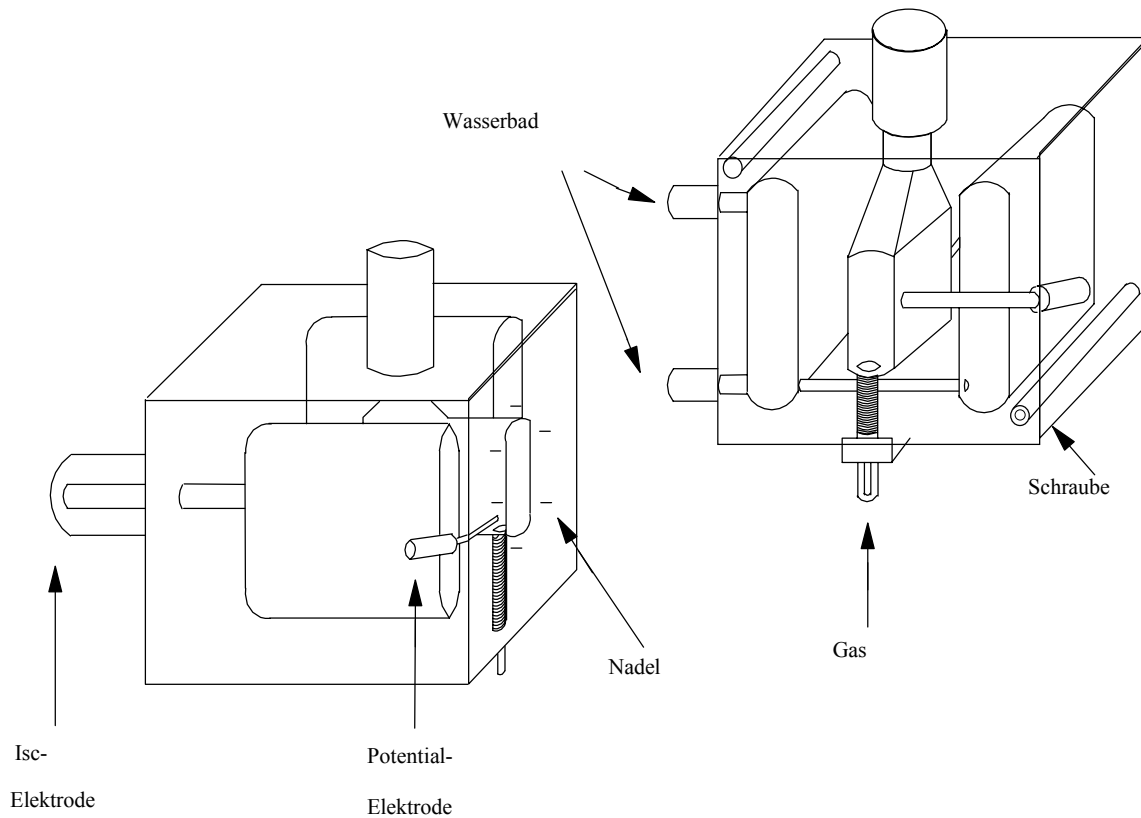 Wasserbad
Schraube
Gas
Nadel
Isc-
Elektrode
Potential-
Elektrode